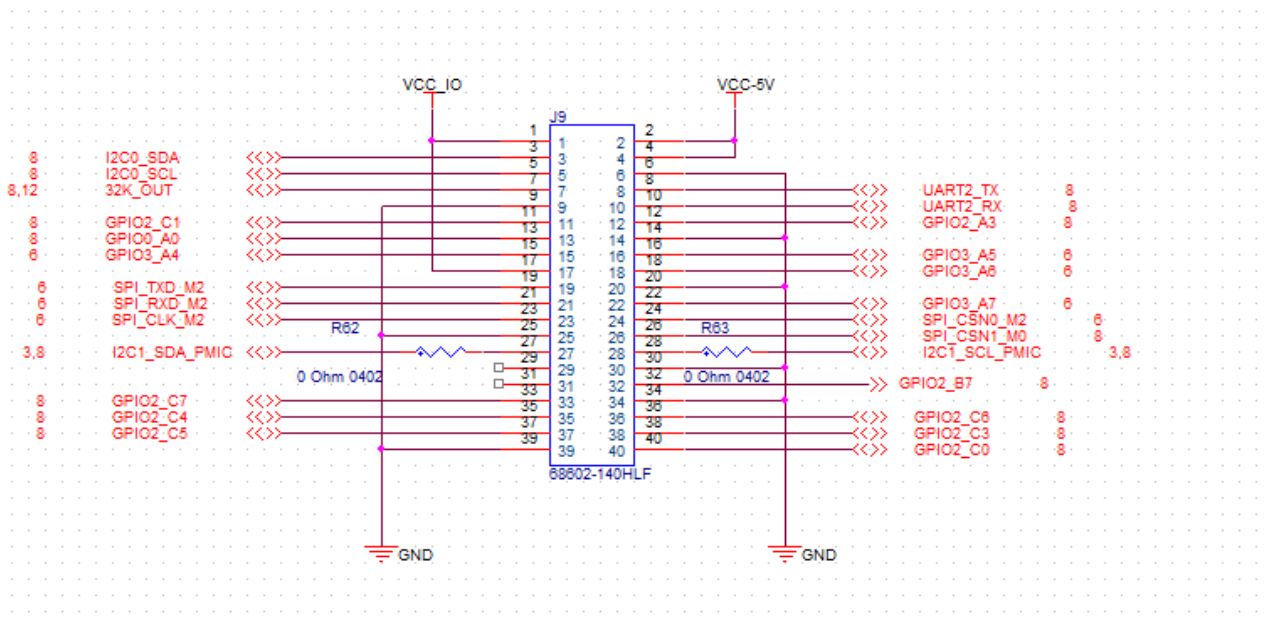 VCC_IO
VCC-5V
J9
1 1 2 2
8 I2C0_SDA 3 3 4 4
8 I2C0_SCL 5 5 6 6
8,12 32K_OUT 7 7 8 8 UART2_TX 8
9 9 10 10 UART2_RX 8
8 GPIO2_C1 11 11 12 12 GPIO2_A3 8
8 GPIO0_A0 13 13 14 14
6 GPIO3_A4 15 15 16 16 GPIO3_A5 6
17 17 18 18 GPIO3_A6 6
6 SPI_TXD_M2 19 19 20 20
6 SPI_RXD_M2 21 21 22 22 GPIO3_A7 6
6 SPI_CLK_M2 23 23 24 24 SPI_CSN0_M2 6
R62 25 25 26 26 R63 SPI_CSN1_M0 8
3,8 I2C1_SDA_PMIC 27 27 28 28 I2C1_SCL_PMIC 3,8
0 Ohm 0402 29 29 30 30 0 Ohm 0402
31 31 32 32 GPIO2_B7 8
8 GPIO2_C7 33 33 34 34
8 GPIO2_C4 35 35 36 36 GPIO2_C6 8
8 GPIO2_C5 37 37 38 38 GPIO2_C3 8
39 39 40 40 GPIO2_C0 8
68602-140HLF
GND
GND